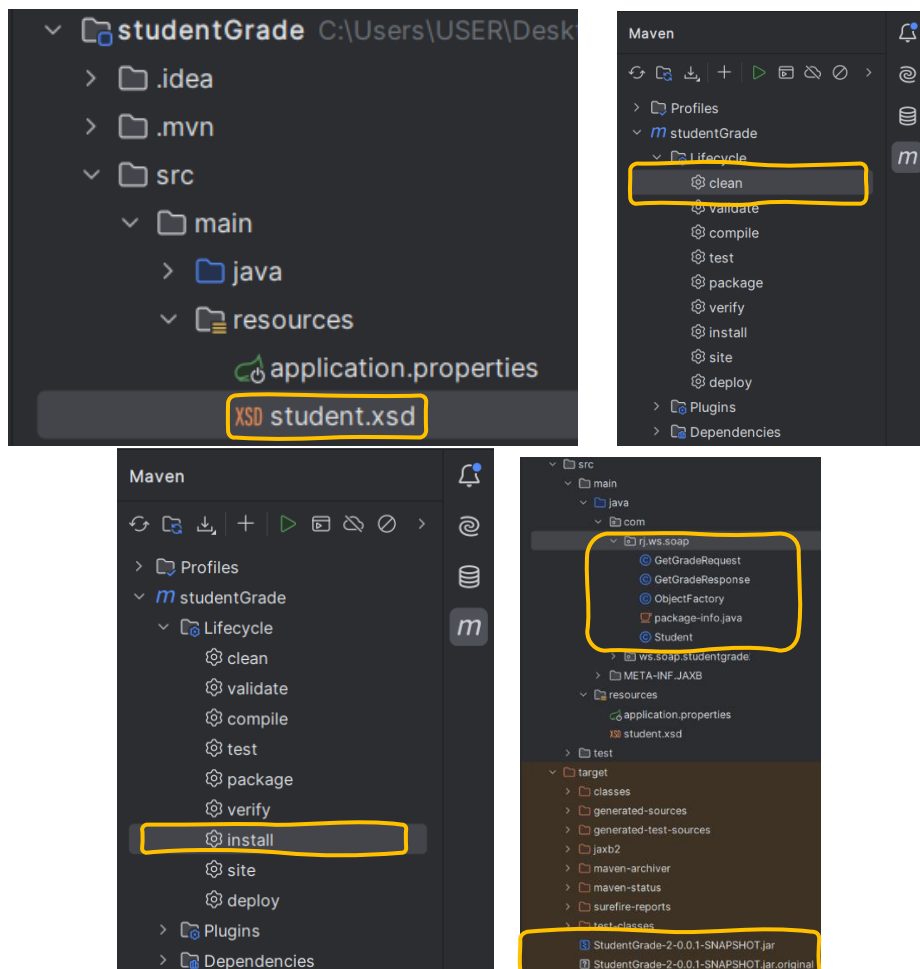 studentGrade C:\Users\USER\Desk
.idea
.mvn
src
main
java
resources
application.properties
XSD student.xsd
Maven
Profiles
m studentGrade
Lifecycle
clean
validate
compile
test
package
verify
install
site
deploy
Plugins
Dependencies
m
Maven
Profiles
m studentGrade
Lifecycle
clean
validate
compile
test
package
verify
install
site
deploy
Plugins
Dependencies
m
src
main
java
com
rj.ws.soap
GetGradeRequest
GetGradeResponse
ObjectFactory
package-info.java
Student
ws.soap.studentgrade
META-INF.JAXB
resources
application.properties
XSD student.xsd
test
target
classes
generated-sources
generated-test-sources
jaxb2
maven-archiver
maven-status
surefire-reports
test-classes
StudentGrade-2-0.0.1-SNAPSHOT.jar
StudentGrade-2-0.0.1-SNAPSHOT.jar.original